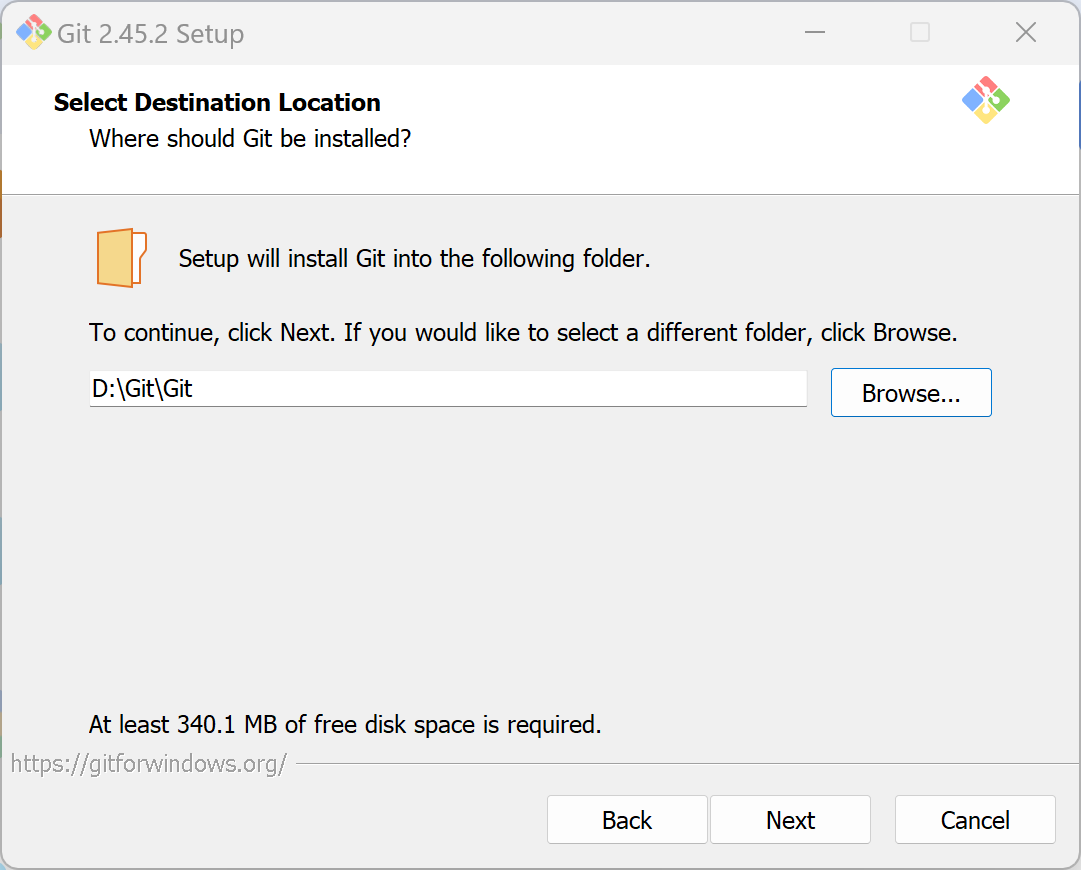 Git 2.45.2 Setup
Select Destination Location
Where should Git be installed?
Setup will install Git into the following folder.
To continue, click Next. If you would like to select a different folder, click Browse.
D:\Git\Git
Browse...
At least 340.1 MB of free disk space is required.
https://gitforwindows.org/
Back
Next
Cancel